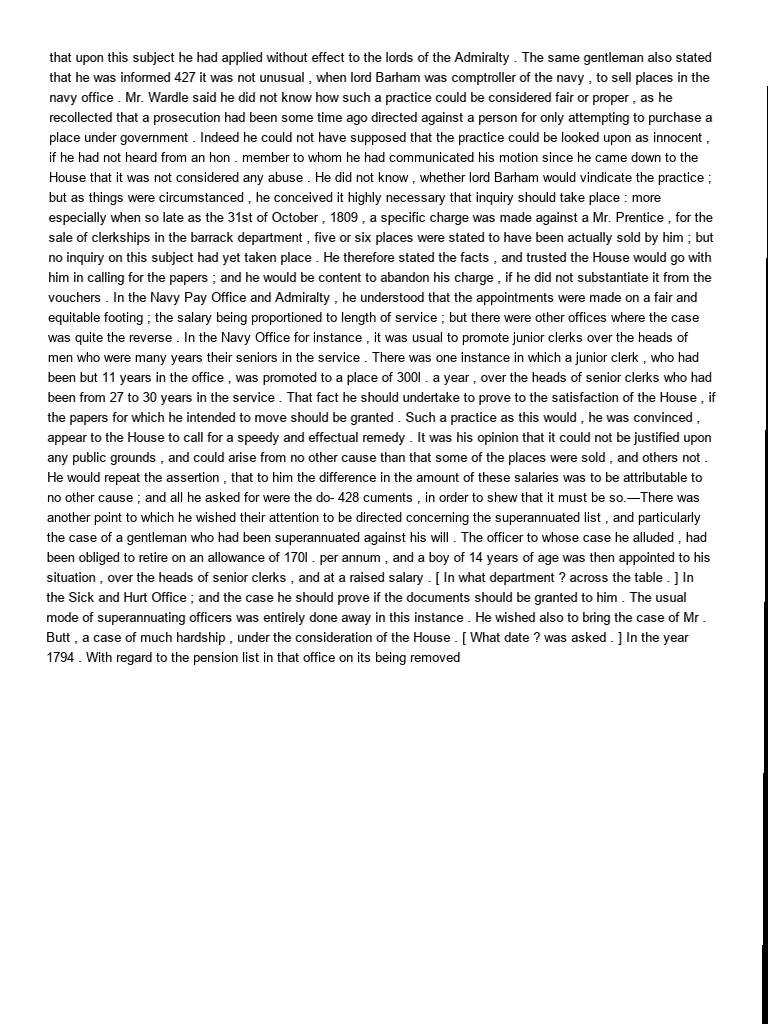 that upon this subject he had applied without effect to the lords of the Admiralty . The same gentleman also stated
that he was informed 427 it was not unusual , when lord Barham was comptroller of the navy , to sell places in the
navy office . Mr. Wardle said he did not know how such a practice could be considered fair or proper , as he
recollected that a prosecution had been some time ago directed against a person for only attempting to purchase a
place under government . Indeed he could not have supposed that the practice could be looked upon as innocent ,
if he had not heard from an hon . member to whom he had communicated his motion since he came down to the
House that it was not considered any abuse . He did not know , whether lord Barham would vindicate the practice ;
but as things were circumstanced , he conceived it highly necessary that inquiry should take place : more
especially when so late as the 31st of October , 1809 , a specific charge was made against a Mr. Prentice , for the
sale of clerkships in the barrack department , five or six places were stated to have been actually sold by him ; but
no inquiry on this subject had yet taken place . He therefore stated the facts , and trusted the House would go with
him in calling for the papers ; and he would be content to abandon his charge , if he did not substantiate it from the
vouchers . In the Navy Pay Office and Admiralty , he understood that the appointments were made on a fair and
equitable footing ; the salary being proportioned to length of service ; but there were other offices where the case
was quite the reverse . In the Navy Office for instance , it was usual to promote junior clerks over the heads of
men who were many years their seniors in the service . There was one instance in which a junior clerk , who had
been but 11 years in the office , was promoted to a place of 300l . a year , over the heads of senior clerks who had
been from 27 to 30 years in the service . That fact he should undertake to prove to the satisfaction of the House , if
the papers for which he intended to move should be granted . Such a practice as this would , he was convinced ,
appear to the House to call for a speedy and effectual remedy . It was his opinion that it could not be justified upon
any public grounds , and could arise from no other cause than that some of the places were sold , and others not .
He would repeat the assertion , that to him the difference in the amount of these salaries was to be attributable to
no other cause ; and all he asked for were the do- 428 cuments , in order to shew that it must be so.—There was
another point to which he wished their attention to be directed concerning the superannuated list , and particularly
the case of a gentleman who had been superannuated against his will . The officer to whose case he alluded , had
been obliged to retire on an allowance of 170l . per annum , and a boy of 14 years of age was then appointed to his
situation , over the heads of senior clerks , and at a raised salary . [ In what department ? across the table . ] In
the Sick and Hurt Office ; and the case he should prove if the documents should be granted to him . The usual
mode of superannuating officers was entirely done away in this instance . He wished also to bring the case of Mr .
Butt , a case of much hardship , under the consideration of the House . [ What date ? was asked . ] In the year
1794 . With regard to the pension list in that office on its being removed